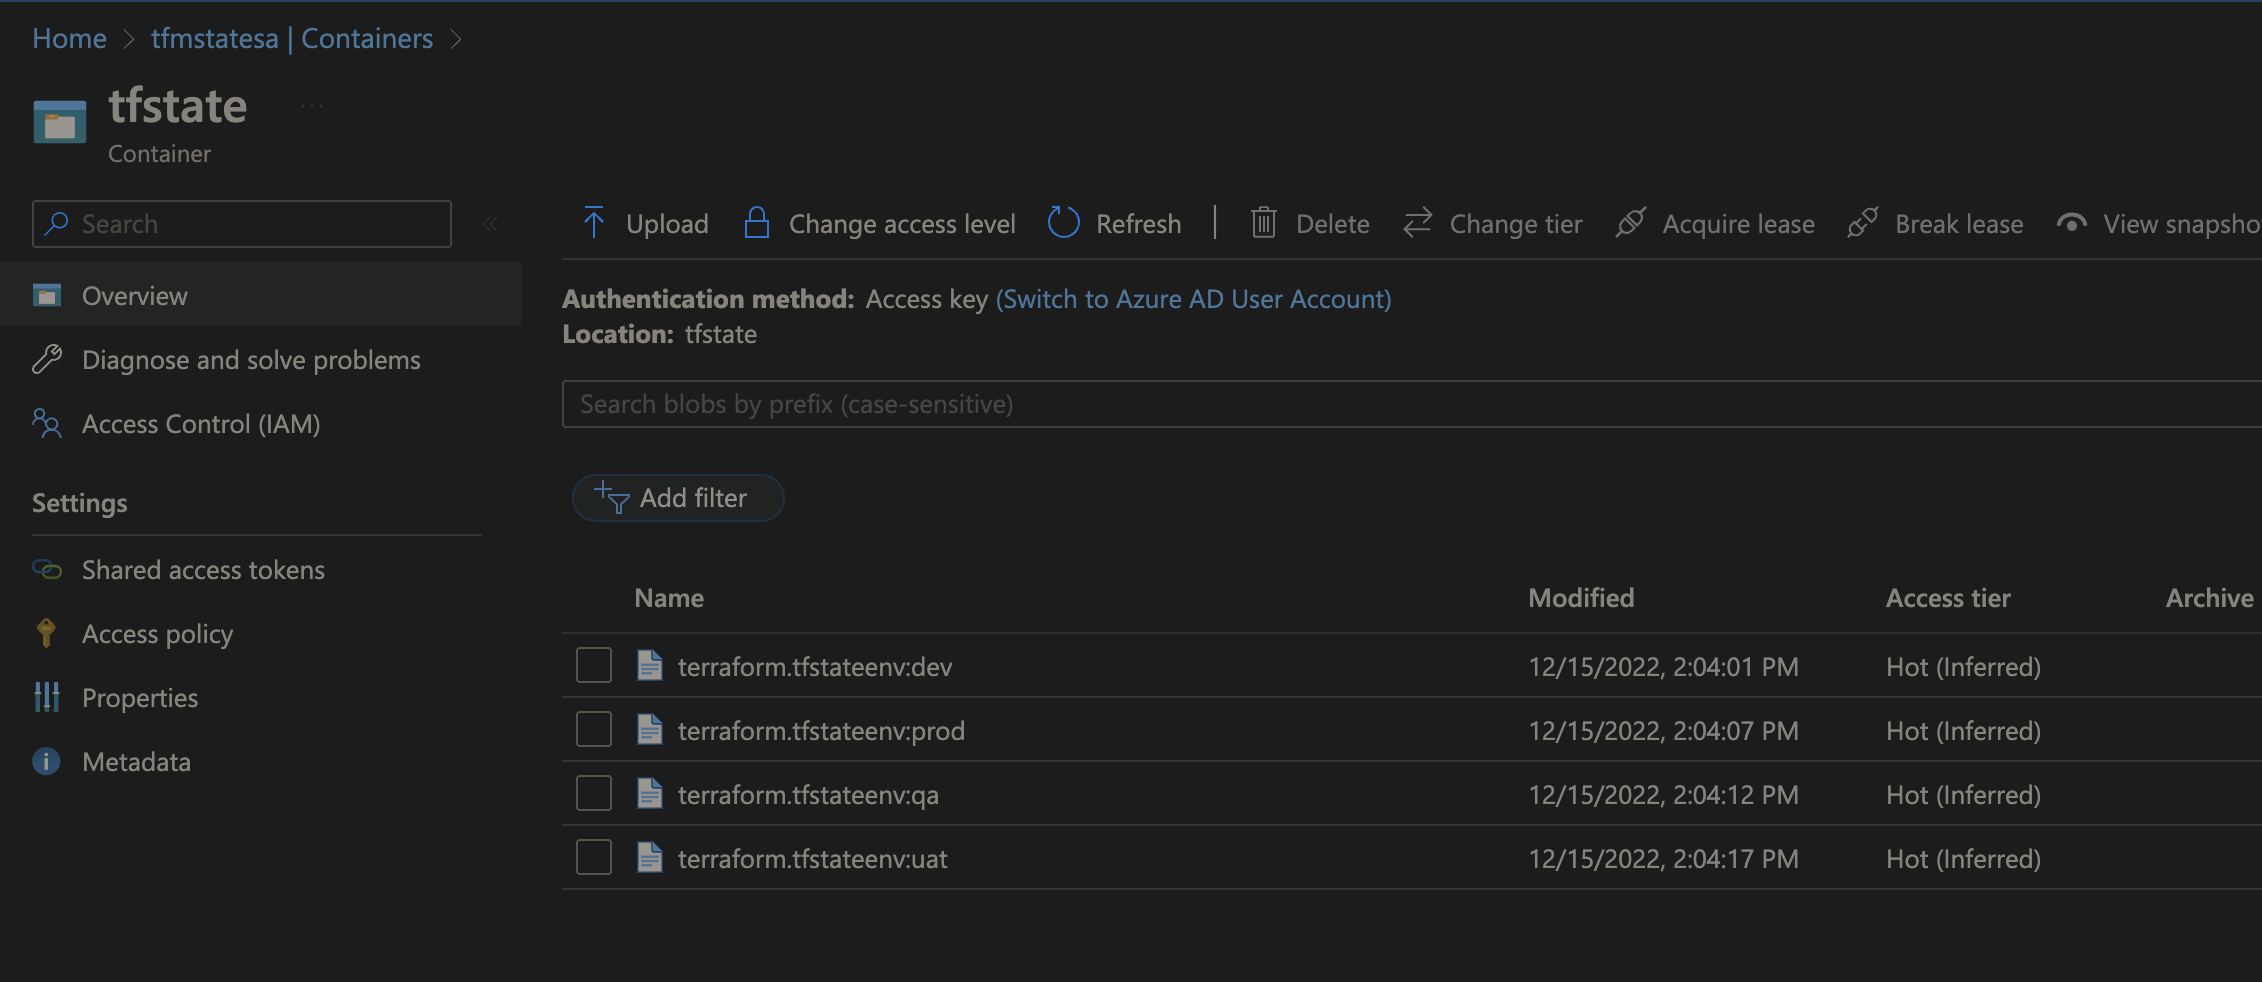 Home > tfmstatesa | Containers >
tfstate ...
Container
Search «
Overview
Diagnose and solve problems
Access Control (IAM)
Settings
Shared access tokens
Access policy
Properties
Metadata
Upload Change access level Refresh | Delete Change tier Acquire lease Break lease View snapsho
Authentication method: Access key (Switch to Azure AD User Account)
Location: tfstate
Search blobs by prefix (case-sensitive)
Add filter
Name Modified Access tier Archive
terraform.tfstateenv:dev 12/15/2022, 2:04:01 PM Hot (Inferred)
terraform.tfstateenv:prod 12/15/2022, 2:04:07 PM Hot (Inferred)
terraform.tfstateenv:qa 12/15/2022, 2:04:12 PM Hot (Inferred)
terraform.tfstateenv:uat 12/15/2022, 2:04:17 PM Hot (Inferred)